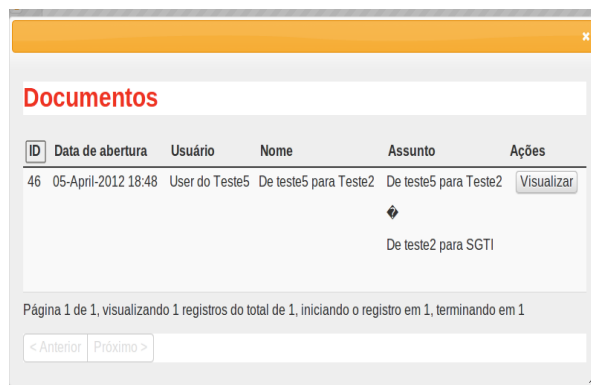 ×
Documentos
ID Data de abertura Usuário Nome Assunto Ações
46 05-April-2012 18:48 User do Teste5 De teste5 para Teste2 De teste5 para Teste2 Visualizar
�
De teste2 para SGTI
Página 1 de 1, visualizando 1 registros do total de 1, iniciando o registro em 1, terminando em 1
< Anterior Próximo >